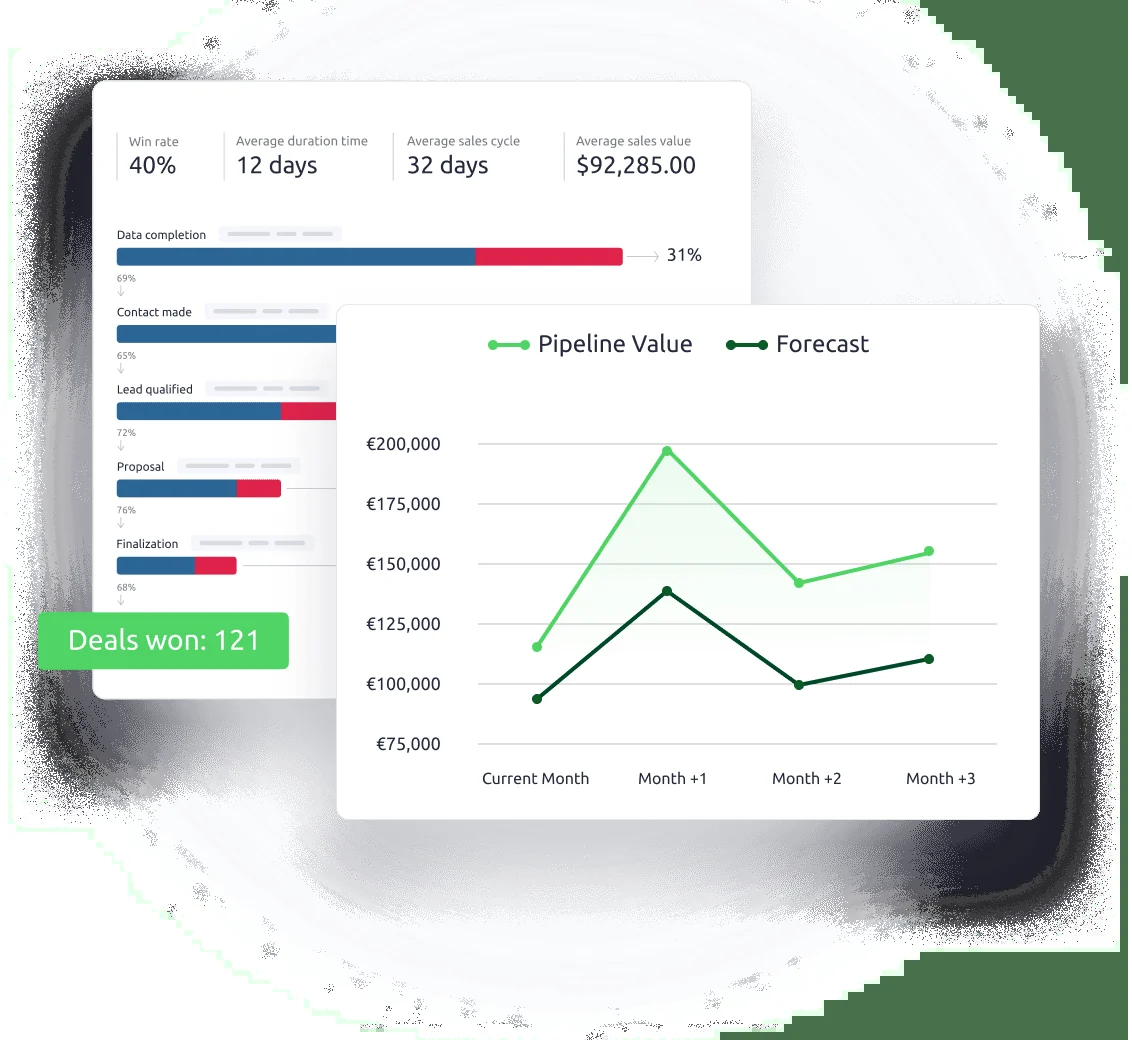 Win rate
40%
Average duration time
12 days
Average sales cycle
32 days
Average sales value
$92,285.00
Data completion
31%
69%
Contact made
65%
Lead qualified
72%
Proposal
76%
Finalization
68%
Deals won: 121
Pipeline Value
Forecast
€200,000
€175,000
€150,000
€125,000
€100,000
€75,000
Current Month
Month +1
Month +2
Month +3